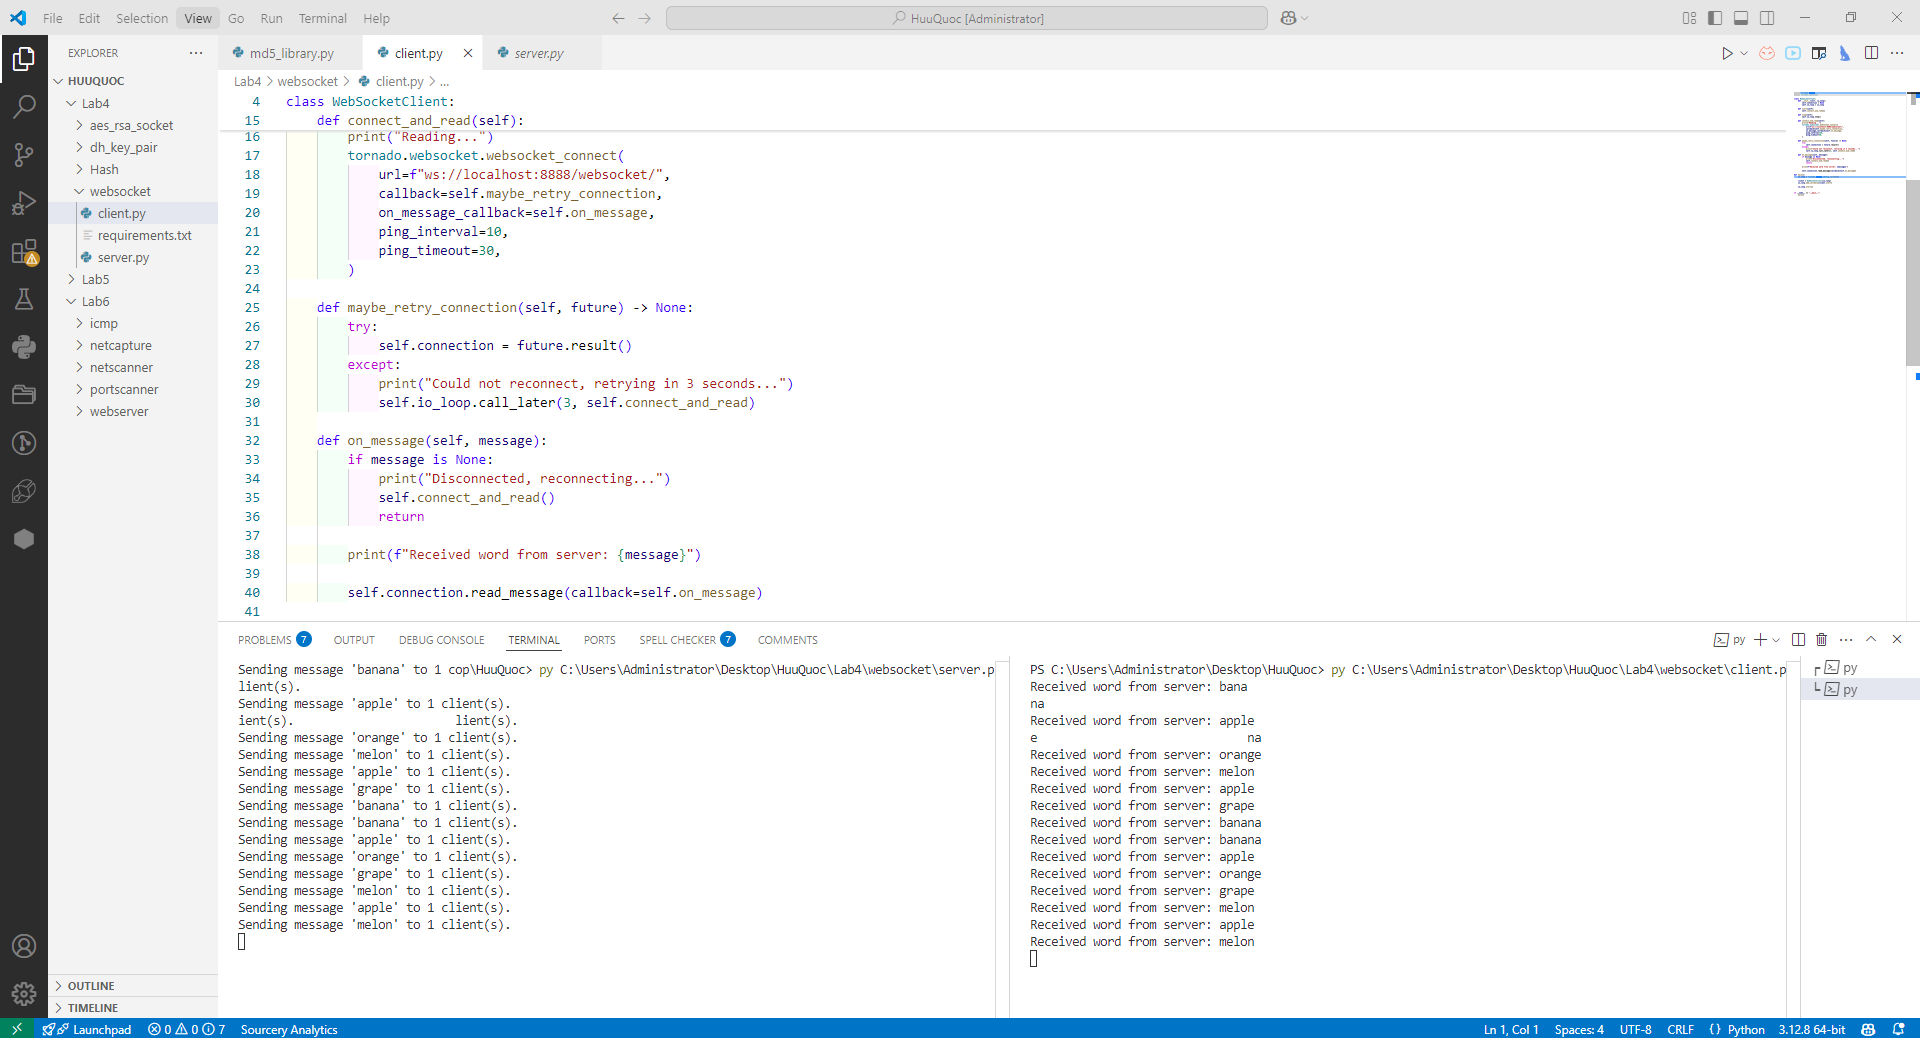 File Edit Selection View Go Run Terminal Help
HuuQuoc [Administrator]
EXPLORER
HUUQUOC
Lab4
aes_rsa_socket
dh_key_pair
Hash
websocket
client.py
requirements.txt
server.py
Lab5
Lab6
icmp
netcapture
netscanner
portscanner
webserver
OUTLINE
TIMELINE
md5_library.py client.py server.py
Lab4 > websocket > client.py > ...
4 class WebSocketClient:
15 def connect_and_read(self):
16 print("Reading...")
17 tornado.websocket.websocket_connect(
18 url=f"ws://localhost:8888/websocket/",
19 callback=self.maybe_retry_connection,
20 on_message_callback=self.on_message,
21 ping_interval=10,
22 ping_timeout=30,
23 )
24
25 def maybe_retry_connection(self, future) -> None:
26 try:
27 self.connection = future.result()
28 except:
29 print("Could not reconnect, retrying in 3 seconds...")
30 self.io_loop.call_later(3, self.connect_and_read)
31
32 def on_message(self, message):
33 if message is None:
34 print("Disconnected, reconnecting...")
35 self.connect_and_read()
36 return
37
38 print(f"Received word from server: {message}")
39
40 self.connection.read_message(callback=self.on_message)
41
PROBLEMS 7 OUTPUT DEBUG CONSOLE TERMINAL PORTS SPELL CHECKER 7 COMMENTS
py
Sending message 'banana' to 1 cop\HuuQuoc> py C:\Users\Administrator\Desktop\HuuQuoc\Lab4\websocket\server.p
lient(s).
Sending message 'apple' to 1 client(s).
ient(s). lient(s).
Sending message 'orange' to 1 client(s).
Sending message 'melon' to 1 client(s).
Sending message 'apple' to 1 client(s).
Sending message 'grape' to 1 client(s).
Sending message 'banana' to 1 client(s).
Sending message 'banana' to 1 client(s).
Sending message 'apple' to 1 client(s).
Sending message 'orange' to 1 client(s).
Sending message 'grape' to 1 client(s).
Sending message 'melon' to 1 client(s).
Sending message 'apple' to 1 client(s).
Sending message 'melon' to 1 client(s).
PS C:\Users\Administrator\Desktop\HuuQuoc> py C:\Users\Administrator\Desktop\HuuQuoc\Lab4\websocket\client.p
Received word from server: bana
na
Received word from server: apple
e na
Received word from server: orange
Received word from server: melon
Received word from server: apple
Received word from server: grape
Received word from server: banana
Received word from server: banana
Received word from server: apple
Received word from server: orange
Received word from server: grape
Received word from server: melon
Received word from server: apple
Received word from server: melon
py
py
Launchpad 0 0 7 Sourcery Analytics Ln 1, Col 1 Spaces: 4 UTF-8 CRLF {} Python 3.12.8 64-bit